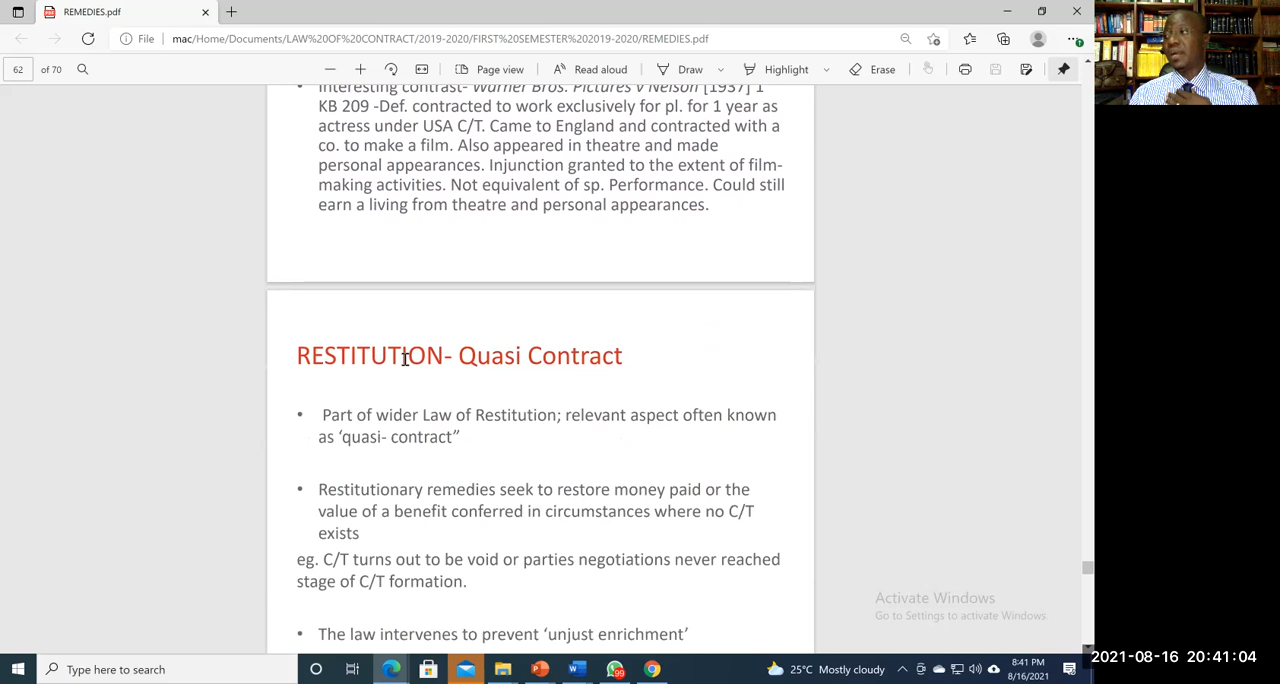 REMEDIES.pdf
File
mac/Home/Documents/LAW%20OF%20CONTRACT/2019-2020/FIRST%20SEMESTER%202019-2020/REMEDIES.pdf
62 of 70
Page view
Read aloud
Draw
Highlight
Erase
• Interesting contrast- Warner Bros. Pictures v Nelson [1937] 1
KB 209 -Def. contracted to work exclusively for pl. for 1 year as
actress under USA C/T. Came to England and contracted with a
co. to make a film. Also appeared in theatre and made
personal appearances. Injunction granted to the extent of film-
making activities. Not equivalent of sp. Performance. Could still
earn a living from theatre and personal appearances.
RESTITUTION- Quasi Contract
• Part of wider Law of Restitution; relevant aspect often known
as ‘quasi- contract”
• Restitutionary remedies seek to restore money paid or the
value of a benefit conferred in circumstances where no C/T
exists
eg. C/T turns out to be void or parties negotiations never reached
stage of C/T formation.
• The law intervenes to prevent ‘unjust enrichment’
Activate Windows
Go to Settings to activate Windows.
Type here to search
99
25°C Mostly cloudy
8:41 PM
8/16/2021
2021-08-16 20:41:04